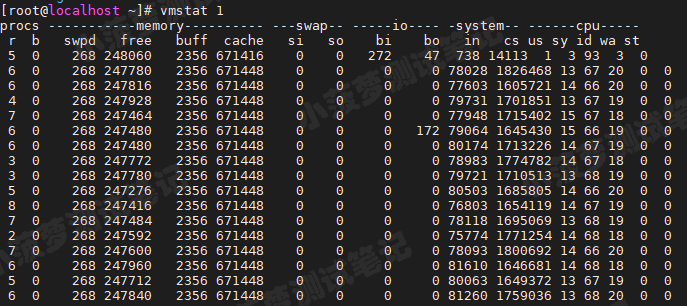 [root@localhost ~]# vmstat 1
procs -----------memory---------- ---swap-- -----io---- -system-- ------cpu-----
 r  b   swpd   free   buff  cache   si   so    bi    bo   in   cs us sy id wa st
 5  0    268 248060   2356 671416    0    0   272    47  738 14113  1  3 93  3  0
 6  0    268 247780   2356 671448    0    0     0     0 78028 1826468 13 67 20  0  0
 6  0    268 247816   2356 671448    0    0     0     0 77603 1605721 14 66 20  0  0
 4  0    268 247928   2356 671448    0    0     0     0 79731 1701851 13 67 19  0  0
 7  0    268 247464   2356 671448    0    0     0     0 77948 1715402 15 67 18  0  0
 6  0    268 247480   2356 671448    0    0     0   172 79064 1645430 15 66 19  0  0
 6  0    268 247480   2356 671448    0    0     0     0 80174 1713226 14 67 19  0  0
 3  0    268 247772   2356 671448    0    0     0     0 78983 1774782 14 67 18  0  0
 3  0    268 247780   2356 671448    0    0     0     0 79721 1710513 13 68 19  0  0
 5  0    268 247276   2356 671448    0    0     0     0 80503 1685805 14 66 20  0  0
 8  0    268 247416   2356 671448    0    0     0     0 76803 1654119 14 67 19  0  0
 7  0    268 247484   2356 671448    0    0     0     0 78118 1695069 13 68 19  0  0
 2  0    268 247592   2356 671448    0    0     0     0 75774 1771254 14 68 18  0  0
 6  0    268 247600   2356 671448    0    0     0     0 78093 1800692 14 66 20  0  0
 6  0    268 247960   2356 671448    0    0     0     0 81610 1646681 14 68 18  0  0
 5  0    268 247712   2356 671448    0    0     0     0 80063 1649372 13 67 19  0  0
 6  0    268 247840   2356 671448    0    0     0     0 81260 1759036 13 68 20  0  0
小菠萝测试笔记